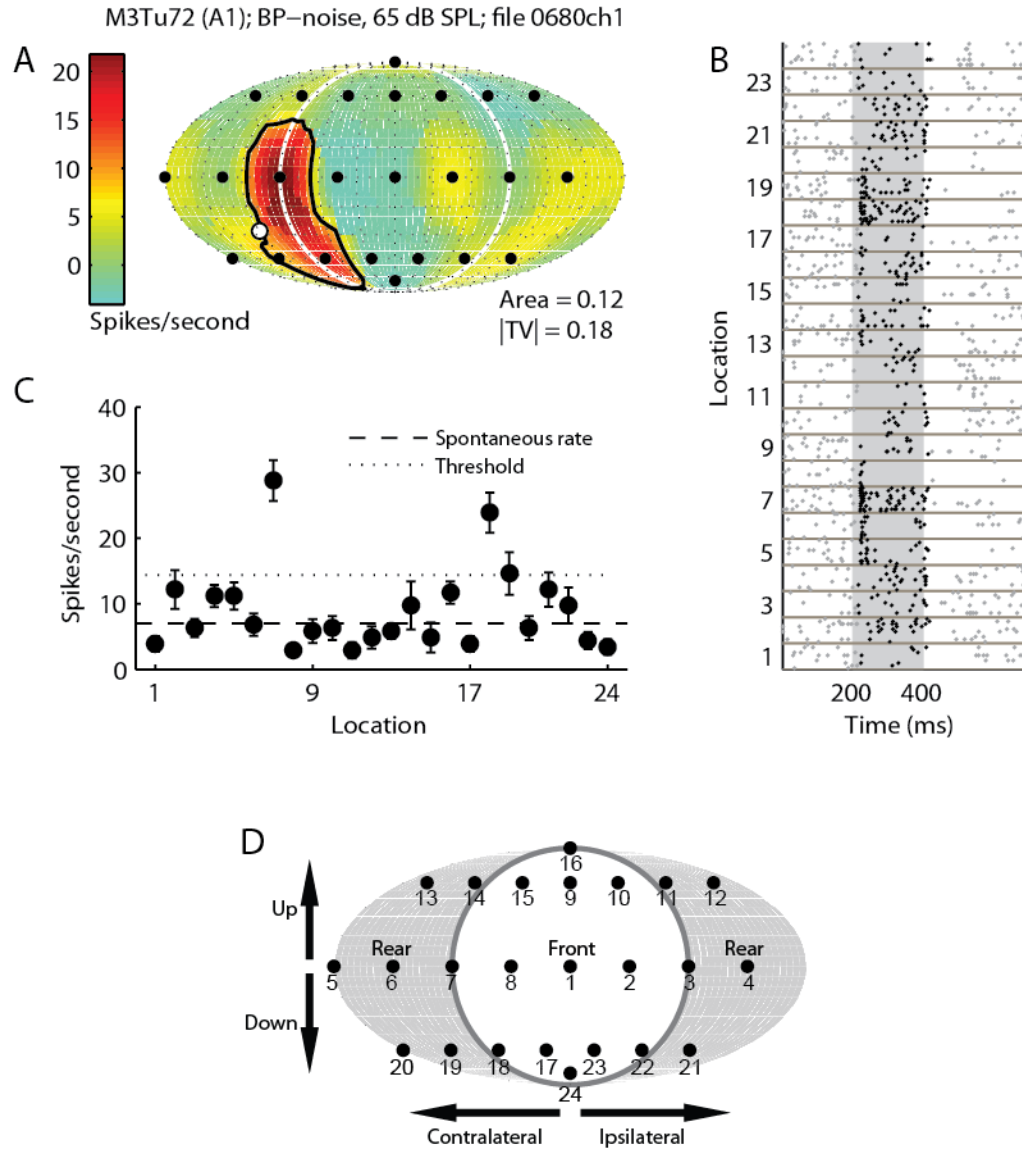 M3Tu72 (A1); BP−noise, 65 dB SPL; file 0680ch1
A
20
15
10
5
0
Spikes/second
Area = 0.12
|TV| = 0.18
B
Location
23
21
19
17
15
13
11
9
7
5
3
1
200 400
Time (ms)
C
Spikes/second
40
30
20
10
0
Spontaneous rate
Threshold
1 9 17 24
Location
D
Up
Down
16
13 14 15 9 10 11 12
Rear Front Rear
5 6 7 8 1 2 3 4
20 19 18 17 23 22 21
24
Contralateral Ipsilateral